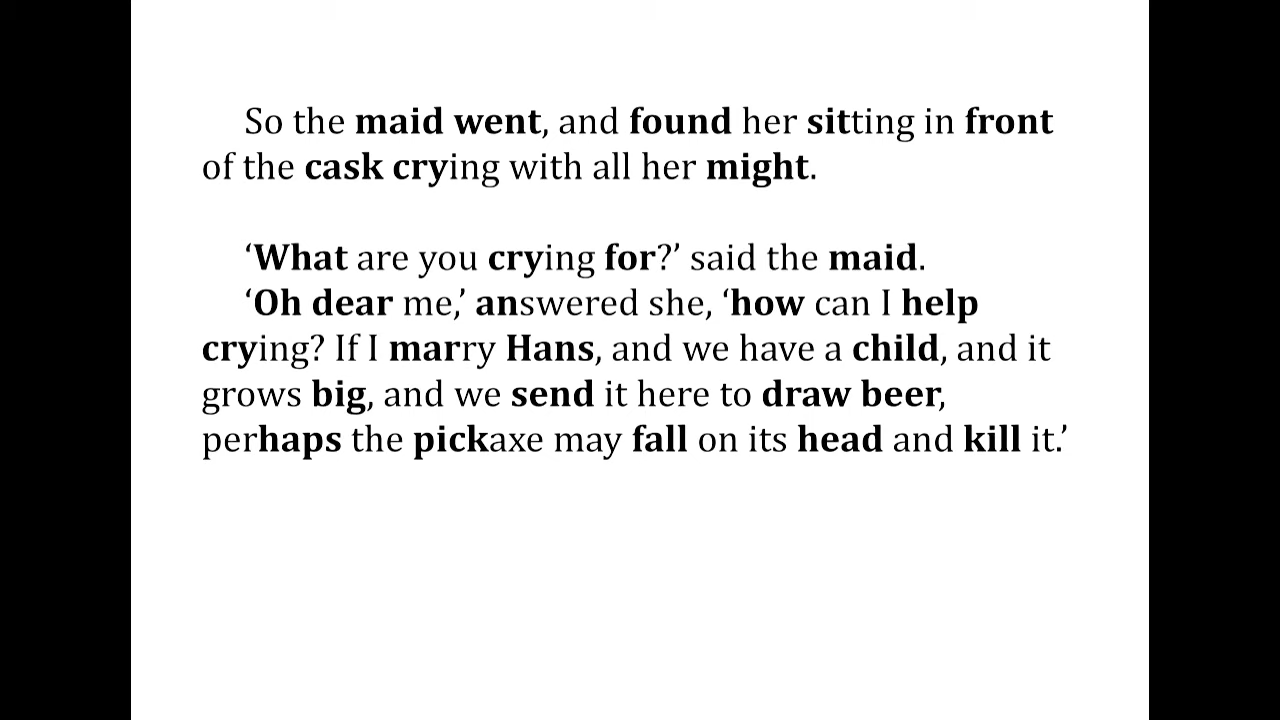 So the maid went, and found her sitting in front
of the cask crying with all her might.
‘What are you crying for?’ said the maid.
‘Oh dear me,’ answered she, ‘how can I help
crying? If I marry Hans, and we have a child, and it
grows big, and we send it here to draw beer,
perhaps the pickaxe may fall on its head and kill it.’